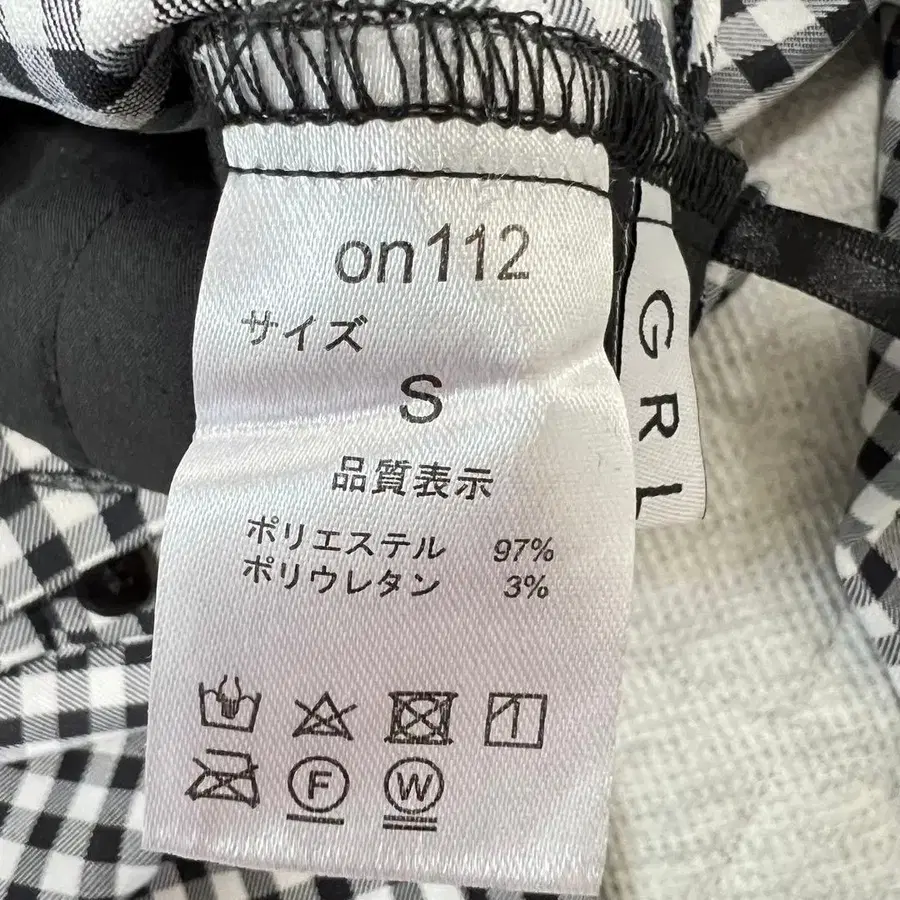 on112
サイズ
S
品質表示
ポリエステル 97%
ポリウレタン 3%
F W
GRL